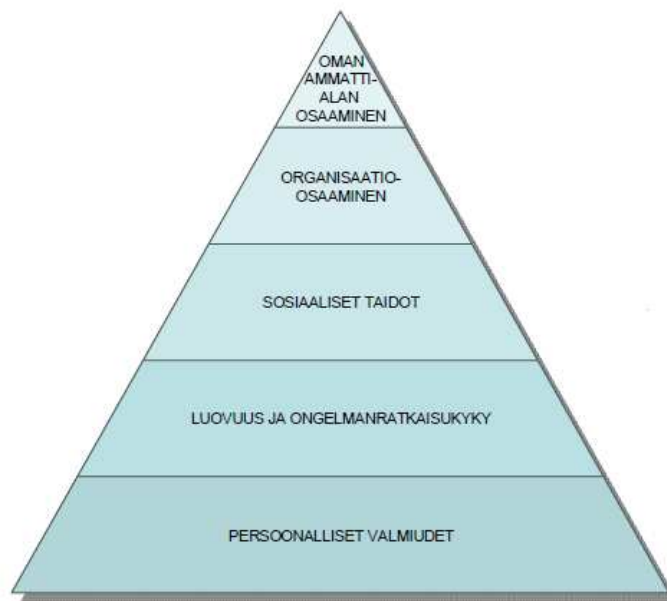 OMAN
AMMATTI-
ALAN
OSAAMINEN
ORGANISAATIO-
OSAAMINEN
SOSIAALISET TAIDOT
LUOVUUS JA ONGELMANRATKAISUKYKY
PERSOONALLISET VALMIUDET